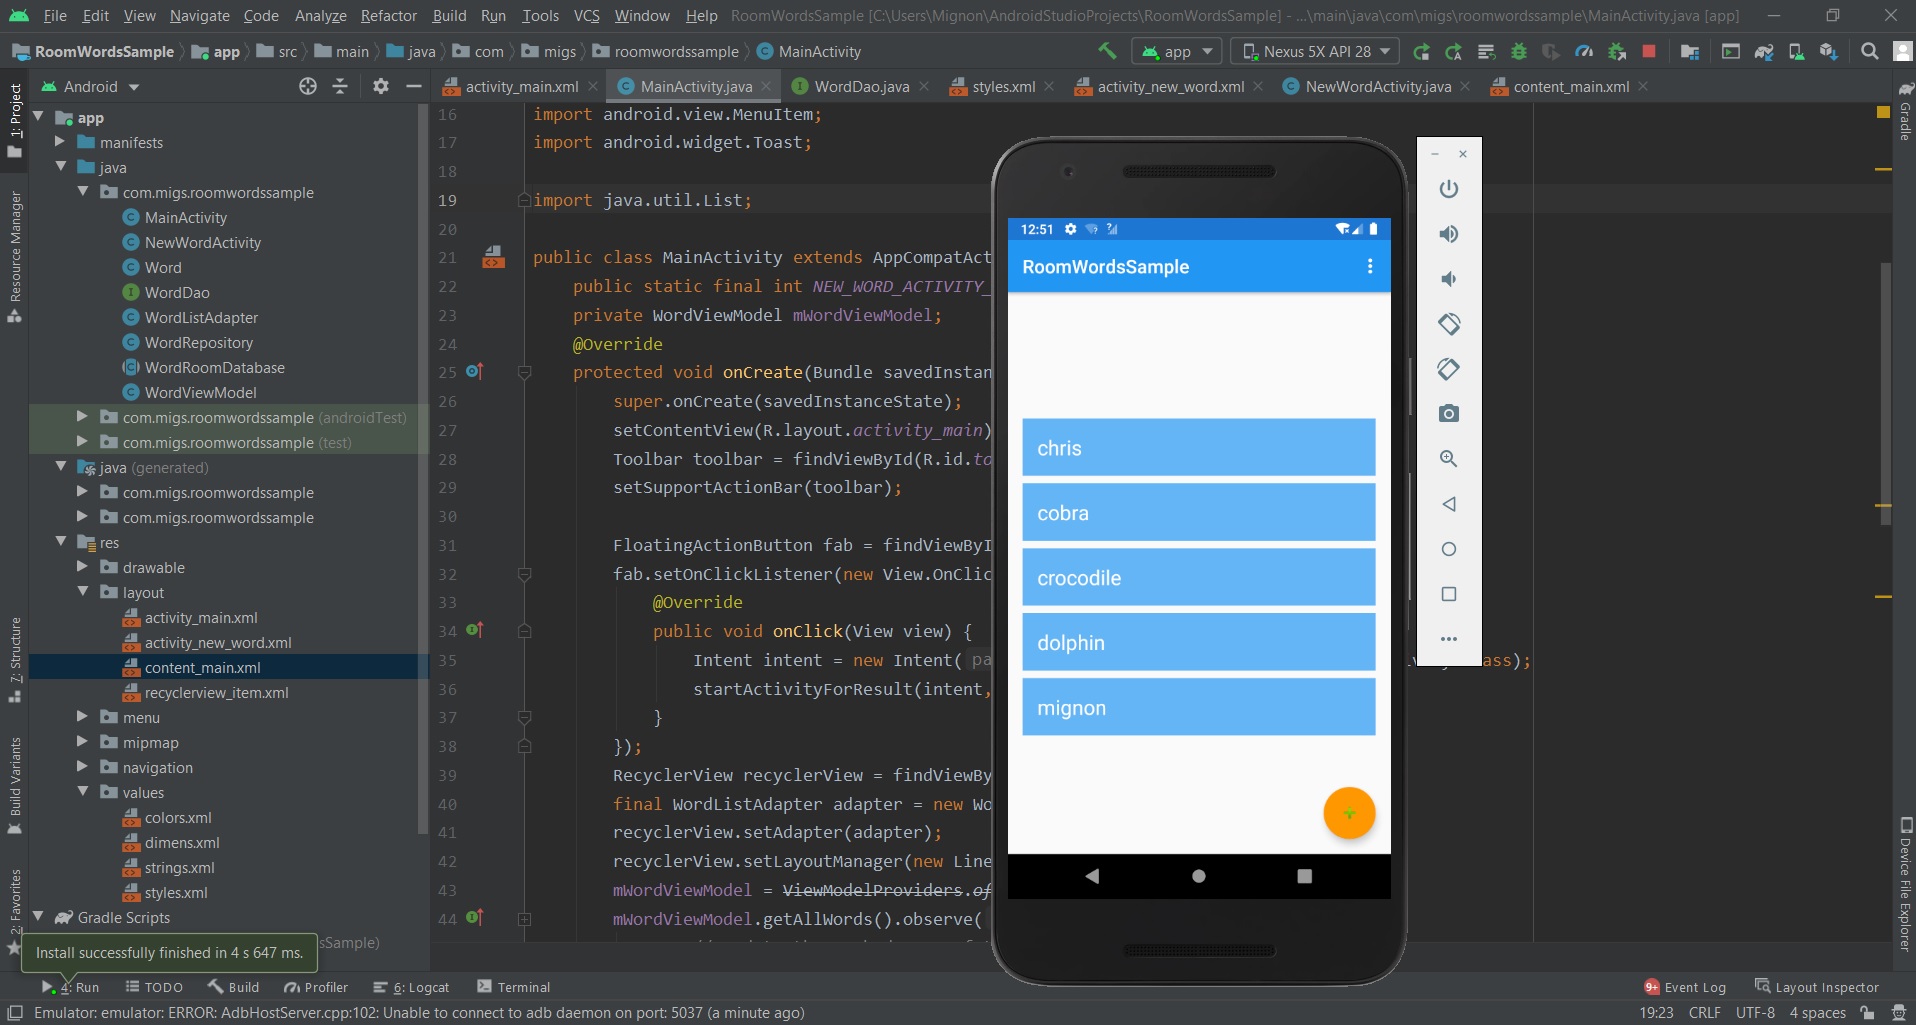 File Edit View Navigate Code Analyze Refactor Build Run Tools VCS Window Help RoomWordsSample [C:\Users\Mignon\AndroidStudioProjects\RoomWordsSample] - ...\main\java\com\migs\roomwordssample\MainActivity.java [app]
RoomWordsSample app src main java com migs roomwordssample MainActivity app Nexus 5X API 28
Android
activity_main.xml MainActivity.java WordDao.java styles.xml activity_new_word.xml NewWordActivity.java content_main.xml
1: Project
Resource Manager
7: Structure
Build Variants
2: Favorites
app
manifests
java
com.migs.roomwordssample
MainActivity
NewWordActivity
Word
WordDao
WordListAdapter
WordRepository
WordRoomDatabase
WordViewModel
com.migs.roomwordssample (androidTest)
com.migs.roomwordssample (test)
java (generated)
com.migs.roomwordssample
com.migs.roomwordssample
res
drawable
layout
activity_main.xml
activity_new_word.xml
content_main.xml
recyclerview_item.xml
menu
mipmap
navigation
values
colors.xml
dimens.xml
strings.xml
styles.xml
Gradle Scripts
sSample)
Install successfully finished in 4 s 647 ms.
16 import android.view.MenuItem;
17 import android.widget.Toast;
18
19 import java.util.List;
20
21 public class MainActivity extends AppCompatAct
22 public static final int NEW_WORD_ACTIVITY_
23 private WordViewModel mWordViewModel;
24 @Override
25 protected void onCreate(Bundle savedInstan
26 super.onCreate(savedInstanceState);
27 setContentView(R.layout.activity_main)
28 Toolbar toolbar = findViewById(R.id.to
29 setSupportActionBar(toolbar);
30
31 FloatingActionButton fab = findViewByI
32 fab.setOnClickListener(new View.OnClic
33 @Override
34 public void onClick(View view) {
35 Intent intent = new Intent( pa ass);
36 startActivityForResult(intent,
37 }
38 });
39 RecyclerView recyclerView = findViewBy
40 final WordListAdapter adapter = new Wo
41 recyclerView.setAdapter(adapter);
42 recyclerView.setLayoutManager(new Line
43 mWordViewModel = ViewModelProviders.of
44 mWordViewModel.getAllWords().observe(
12:51
RoomWordsSample
chris
cobra
crocodile
dolphin
mignon
Gradle
Device File Explorer
4: Run TODO Build Profiler 6: Logcat Terminal 9+ Event Log Layout Inspector
Emulator: emulator: ERROR: AdbHostServer.cpp:102: Unable to connect to adb daemon on port: 5037 (a minute ago) 19:23 CRLF UTF-8 4 spaces